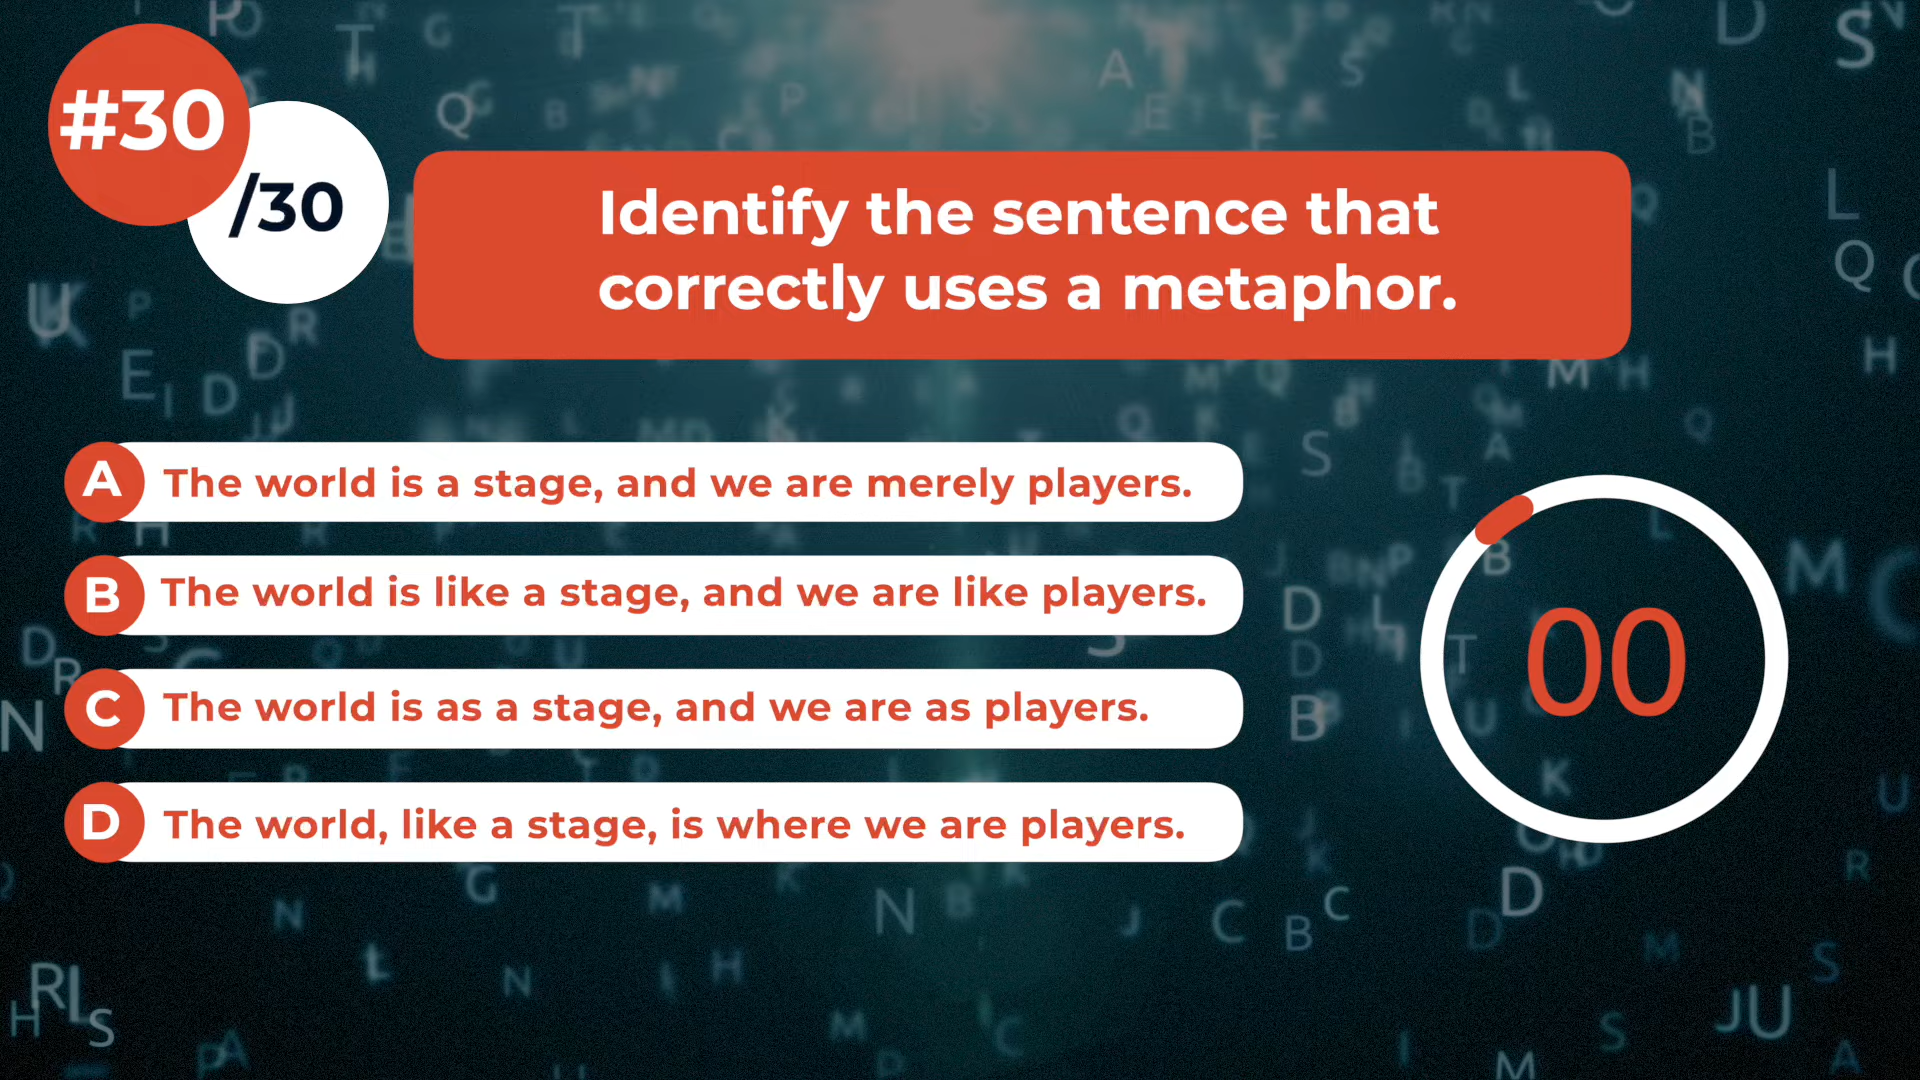 #30
/30
Identify the sentence that
correctly uses a metaphor.
A The world is a stage, and we are merely players.
B The world is like a stage, and we are like players.
C The world is as a stage, and we are as players.
D The world, like a stage, is where we are players.
00